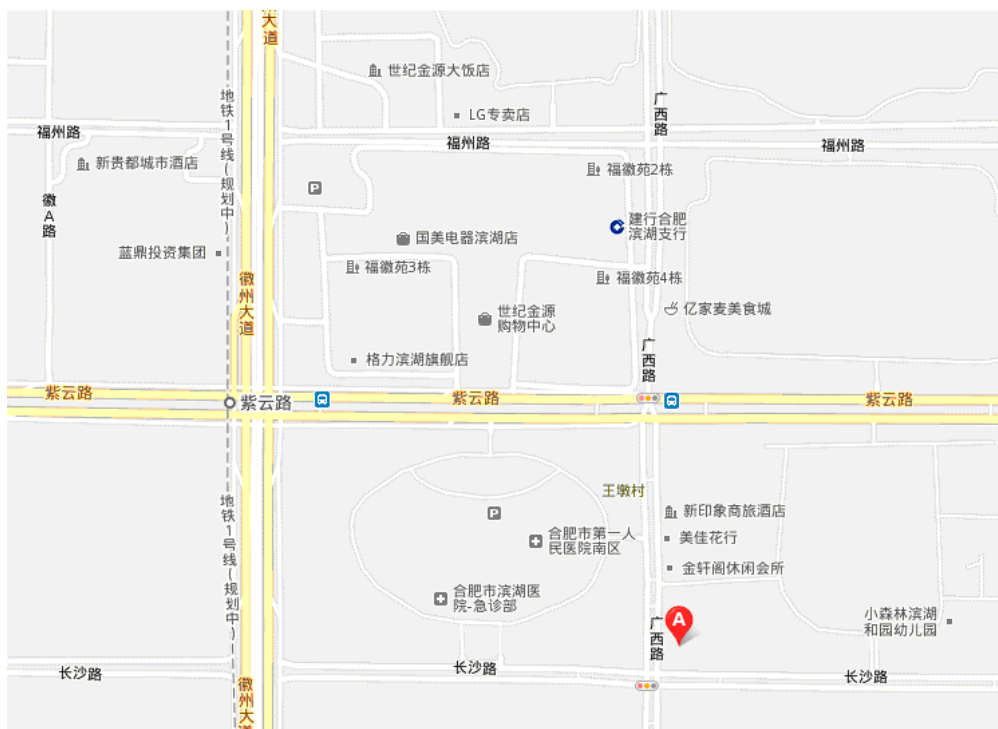 大道
世纪金源大饭店
地铁1号线(规划中)
广西路
LG专卖店
福州路
福州路
福州路
新贵都城市酒店
福徽苑2栋
P
徽A路
建行合肥
滨湖支行
国美电器滨湖店
蓝鼎投资集团
福徽苑3栋
福徽苑4栋
徽州大道
亿家麦美食城
世纪金源
购物中心
广西路
格力滨湖旗舰店
紫云路
紫云路
紫云路
紫云路
王墩村
地铁1号线(规划中)
P
新印象商旅酒店
合肥市第一人
民医院南区
美佳花行
金轩阁休闲会所
合肥市滨湖医
院-急诊部
A
小森林滨湖
和园幼儿园
广西路
长沙路
长沙路
长沙路
徽州大道